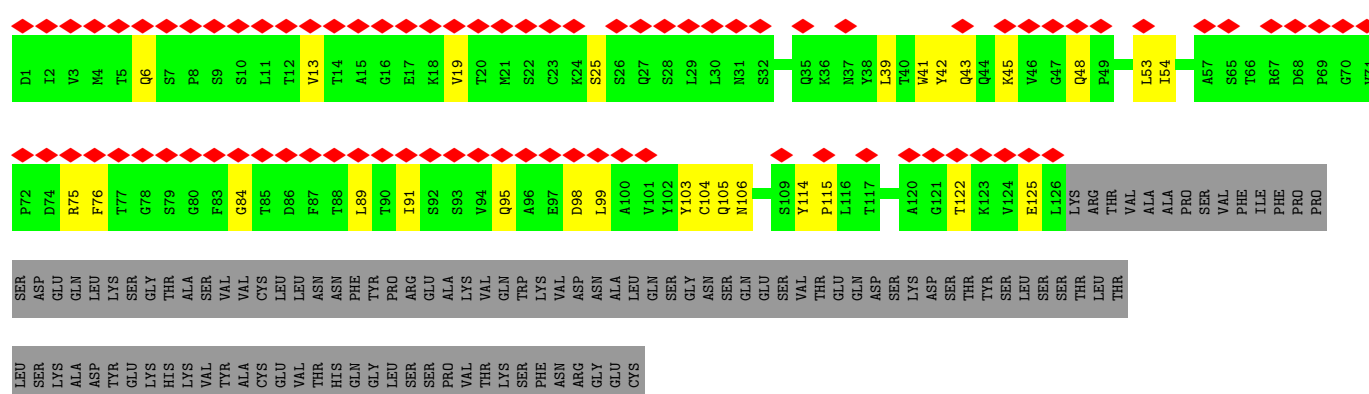 D1 I2 V3 M4 T5 Q6 S7 P8 S9 S10 L11 T12 V13 T14 A15 G16 E17 K18 V19 T20 M21 S22 C23 K24 S25 S26 Q27 S28 L29 L30 N31 S32 Q35 K36 N37 Y38 L39 T40 W41 Y42 Q43 Q44 K45 V46 G47 Q48 P49 L53 I54 A57 S65 T66 R67 D68 P69 G70
P72 D74 R75 F76 T77 G78 S79 G80 F83 G84 T85 D86 F87 T88 L89 T90 I91 S92 S93 V94 Q95 A96 E97 D98 L99 A100 V101 Y102 Y103 C104 Q105 N106 S109 Y114 P115 L116 T117 A120 G121 T122 K123 V124 E125 L126 LYS ARG THR VAL ALA ALA PRO SER VAL PHE ILE PHE PRO PRO
SER ASP GLU GLN LEU LYS SER GLY THR ALA SER VAL VAL CYS LEU LEU ASN ASN PHE TYR PRO ARG GLU ALA LYS VAL GLN TRP LYS VAL ASP ASN ALA LEU GLN SER GLY ASN SER GLN GLU SER VAL THR GLU GLN ASP SER LYS ASP SER THR TYR SER LEU SER SER THR LEU THR
LEU SER LYS ALA ASP TYR GLU LYS HIS LYS VAL TYR ALA CYS GLU VAL THR HIS GLN GLY LEU SER SER PRO VAL THR LYS SER PHE ASN ARG GLY GLU CYS